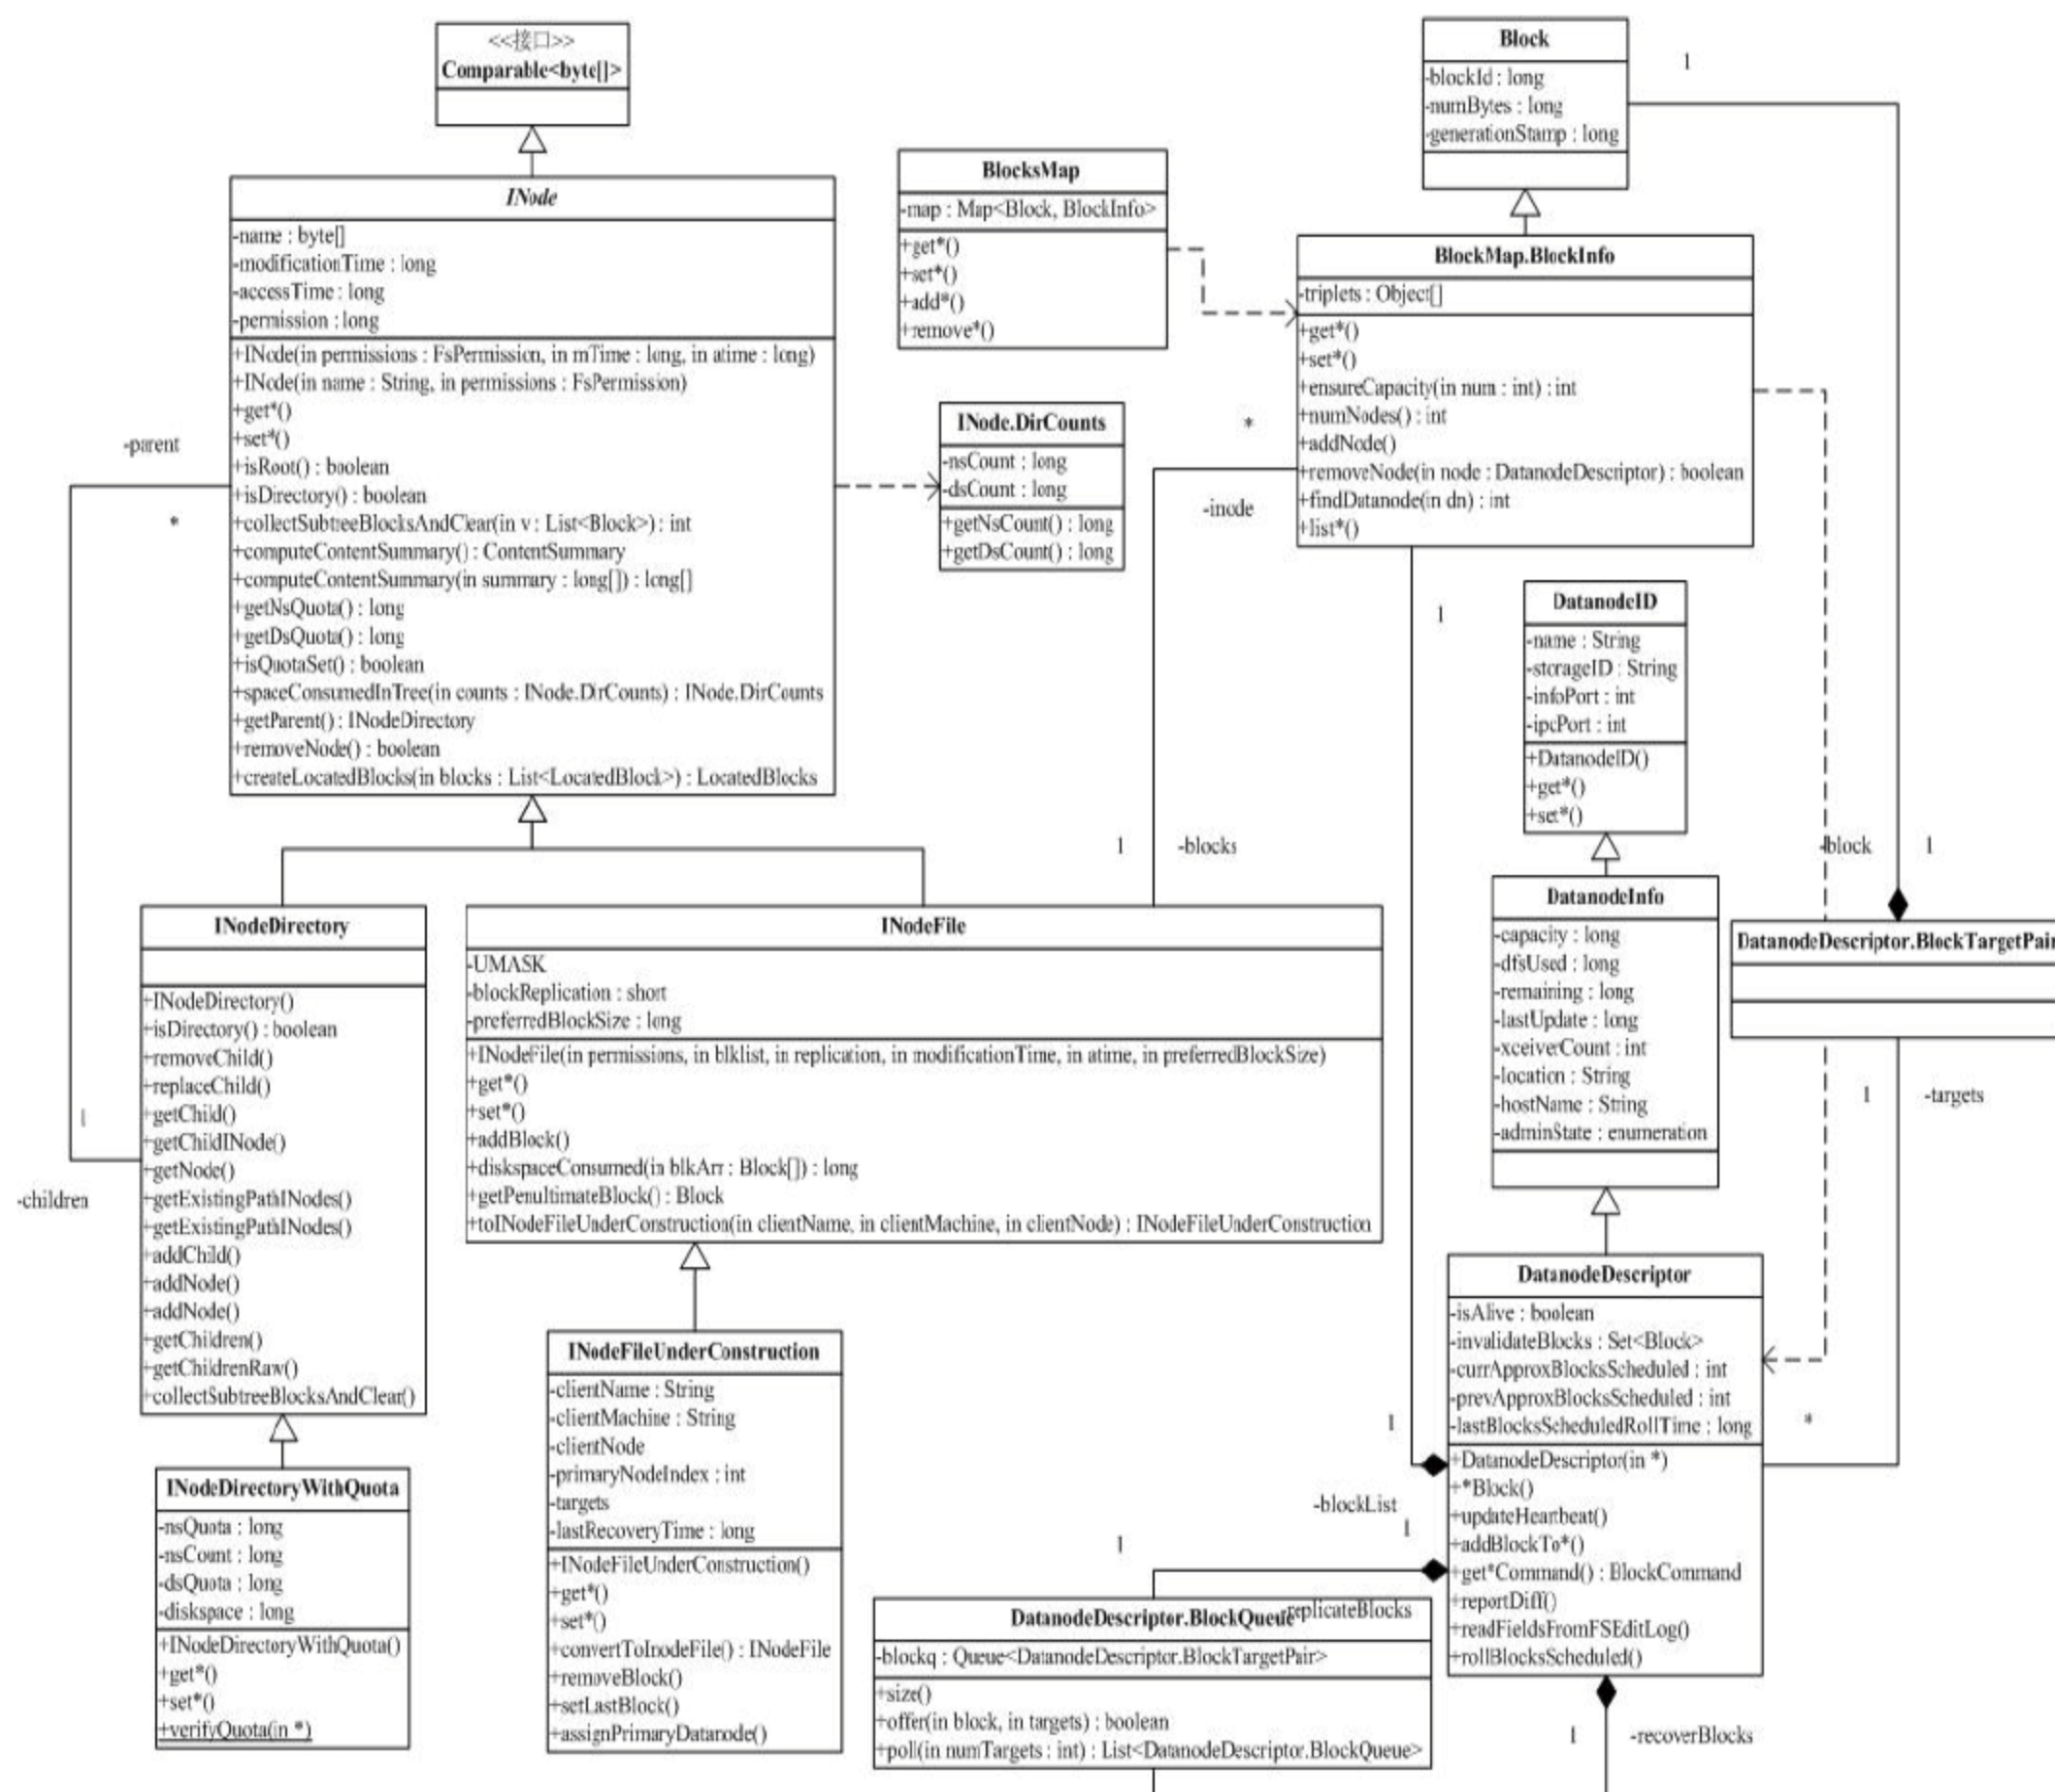 <<接口>>
Comparable<byte[]>
INode
-name : byte[]
-modificationTime : long
-accessTime : long
-permission : long
+INode(in permissions : FsPermission, in mTime : long, in atime : long)
+INode(in name : String, in permissions : FsPermission)
+get*()
+set*()
+isRoot() : boolean
+isDirectory() : boolean
+collectSubtreeBlocksAndClear(in v : List<Block>) : int
+computeContentSummary() : ContentSummary
+computeContentSummary(in summary : long[]) : long[]
+getNsQuota() : long
+getDsQuota() : long
+isQuotaSet() : boolean
+spaceConsumedInTree(in counts : INode.DirCounts) : INode.DirCounts
+getParent() : INodeDirectory
+removeNode() : boolean
+createLocatedBlocks(in blocks : List<LocatedBlock>) : LocatedBlocks
-parent
*
1
-children
BlocksMap
-map : Map<Block, BlockInfo>
+get*()
+set*()
+add*()
+remove*()
INode.DirCounts
-nsCount : long
-dsCount : long
+getNsCount() : long
+getDsCount() : long
Block
-blockId : long
-numBytes : long
-generationStamp : long
1
BlockMap.BlockInfo
-triplets : Object[]
+get*()
+set*()
+ensureCapacity(in num : int) : int
+numNodes() : int
+addNode()
+removeNode(in node : DatanodeDescriptor) : boolean
+findDatanode(in dn) : int
+list*()
*
-inode
1
1
-blocks
DatanodeID
-name : String
-storageID : String
-infoPort : int
-ipcPort : int
+DatanodeID()
+get*()
+set*()
-block
1
DatanodeInfo
-capacity : long
-dfsUsed : long
-remaining : long
-lastUpdate : long
-xceiverCount : int
-location : String
-hostName : String
-adminState : enumeration
DatanodeDescriptor.BlockTargetPair
1
-targets
INodeDirectory
+INodeDirectory()
+isDirectory() : boolean
+removeChild()
+replaceChild()
+getChild()
+getChildINode()
+getNode()
+getExistingPathINodes()
+getExistingPathINodes()
+addChild()
+addNode()
+addNode()
+getChildren()
+getChildrenRaw()
+collectSubtreeBlocksAndClear()
INodeFile
-UMASK
-blockReplication : short
-preferredBlockSize : long
+INodeFile(in permissions, in blklist, in replication, in modificationTime, in atime, in preferredBlockSize)
+get*()
+set*()
+addBlock()
+diskspaceConsumed(in blkArr : Block[]) : long
+getPenultimateBlock() : Block
+toINodeFileUnderConstruction(in clientName, in clientMachine, in clientNode) : INodeFileUnderConstruction
INodeFileUnderConstruction
-clientName : String
-clientMachine : String
-clientNode
-primaryNodeIndex : int
-targets
-lastRecoveryTime : long
+INodeFileUnderConstruction()
+get*()
+set*()
+convertToInodeFile() : INodeFile
+removeBlock()
+setLastBlock()
+assignPrimaryDatanode()
INodeDirectoryWithQuota
-nsQuota : long
-nsCount : long
-dsQuota : long
-diskspace : long
+INodeDirectoryWithQuota()
+get*()
+set*()
+verifyQuota(in *)
DatanodeDescriptor
-isAlive : boolean
-invalidateBlocks : Set<Block>
-currApproxBlocksScheduled : int
-prevApproxBlocksScheduled : int
-lastBlocksScheduledRollTime : long
+DatanodeDescriptor(in *)
+*Block()
+updateHeartbeat()
+addBlockTo*()
+get*Command() : BlockCommand
+reportDiff()
+readFieldsFromFSEditLog()
+rollBlocksScheduled()
*
1
-blockList
1
1
-replicateBlocks
DatanodeDescriptor.BlockQueue
-blockq : Queue<DatanodeDescriptor.BlockTargetPair>
+size()
+offer(in block, in targets) : boolean
+poll(in numTargets : int) : List<DatanodeDescriptor.BlockQueue>
1
-recoverBlocks